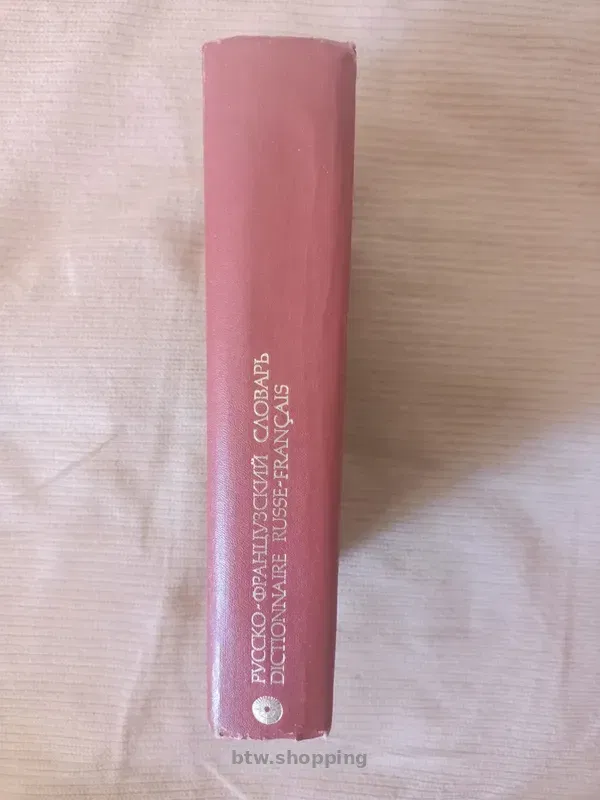 РУССКО-ФРАНЦУЗСКИЙ СЛОВАРЬ
DICTIONNAIRE RUSSE-FRANÇAIS
btw.shopping